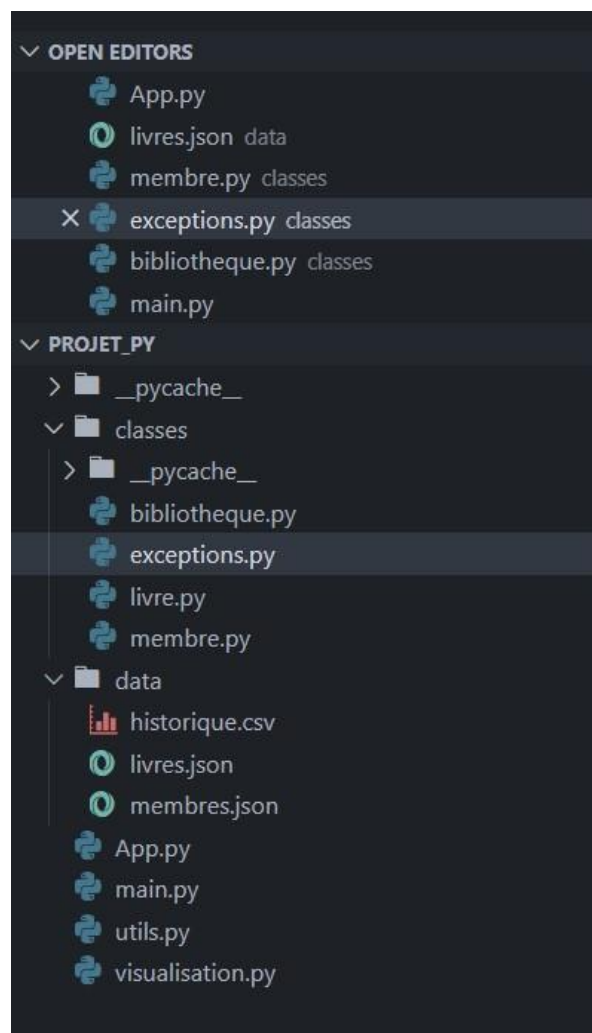 OPEN EDITORS
App.py
livres.json data
membre.py classes
exceptions.py classes
bibliotheque.py classes
main.py
PROJET_PY
__pycache__
classes
__pycache__
bibliotheque.py
exceptions.py
livre.py
membre.py
data
historique.csv
livres.json
membres.json
App.py
main.py
utils.py
visualisation.py